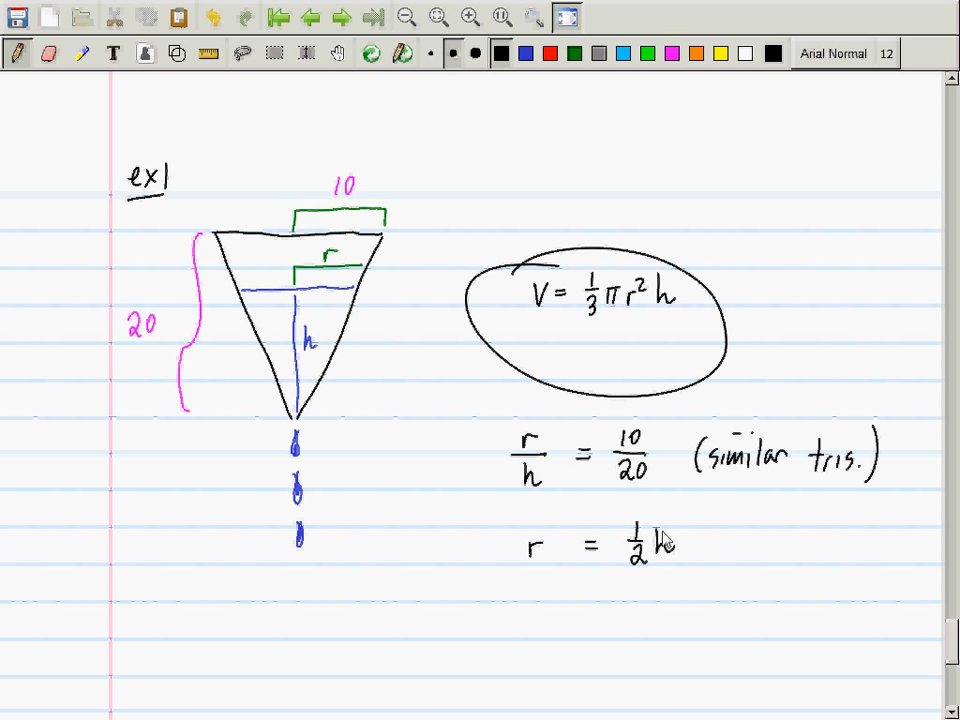 Arial Normal 12
ex1
10
r
20
h
V = 1/3 π r² h
r/h = 10/20 (similar tris.)
r = 1/2 h